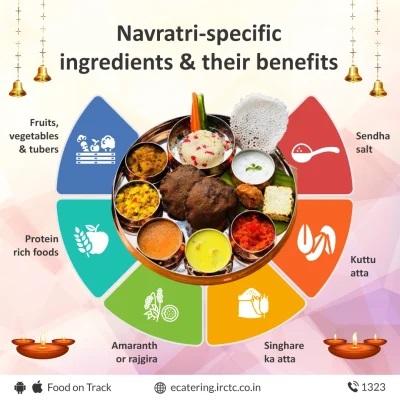 Navratri-specific
ingredients & their benefits
Fruits,
vegetables
& tubers
Sendha
salt
Protein
rich foods
Kuttu
atta
Amaranth
or rajgira
Singhare
ka atta
Food on Track
ecatering.irctc.co.in
1323